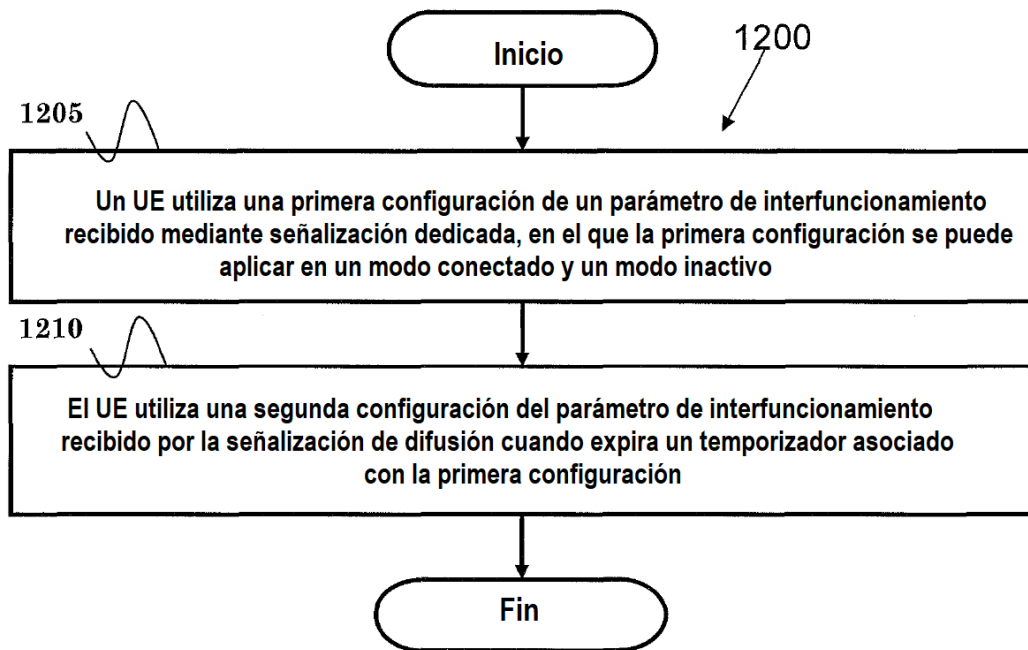 Inicio
1200
1205
Un UE utiliza una primera configuración de un parámetro de interfuncionamiento
recibido mediante señalización dedicada, en el que la primera configuración se puede
aplicar en un modo conectado y un modo inactivo
1210
El UE utiliza una segunda configuración del parámetro de interfuncionamiento
recibido por la señalización de difusión cuando expira un temporizador asociado
con la primera configuración
Fin